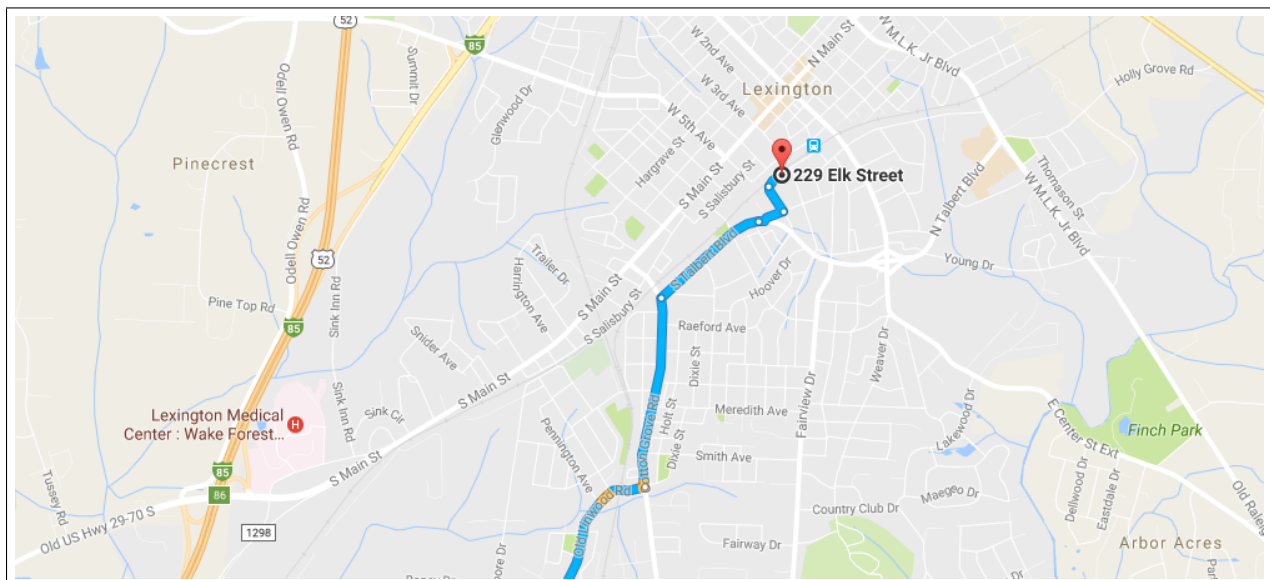 52
85
W 2nd Ave
N Main St
W M.L.K. Jr Blvd
Holly Grove Rd
Odell Owen Rd
Summit Dr
Glenwood Dr
W 3rd Ave
Lexington
W 5th Ave
Pinecrest
Hargrave St
S Main St
S Salisbury St
229 Elk Street
Thomason St
W M.L.K. Jr Blvd
N Talbert Blvd
Odell Owen Rd
52
Trailer Dr
Harrington Ave
S Talbert Blvd
Hoover Dr
Young Dr
Pine Top Rd
85
Sink Inn Rd
S Main St
S Salisbury St
Raeford Ave
Snider Ave
Dixie St
Weaver Dr
Fairview Dr
S Main St
Lexington Medical
Center : Wake Forest...
H
Sink Inn Rd
Sink Cir
Cotton Grove Rd
Holt St
Meredith Ave
Lakewood Dr
E Center St Ext
Finch Park
Pennington Ave
Dixie St
Smith Ave
S Main St
85
86
Tussey Rd
Old Linwood Rd
Maegeo Dr
Dellwood Dr
Eastdale Dr
Country Club Dr
Old US Hwy 29-70 S
1298
Fairway Dr
Arbor Acres